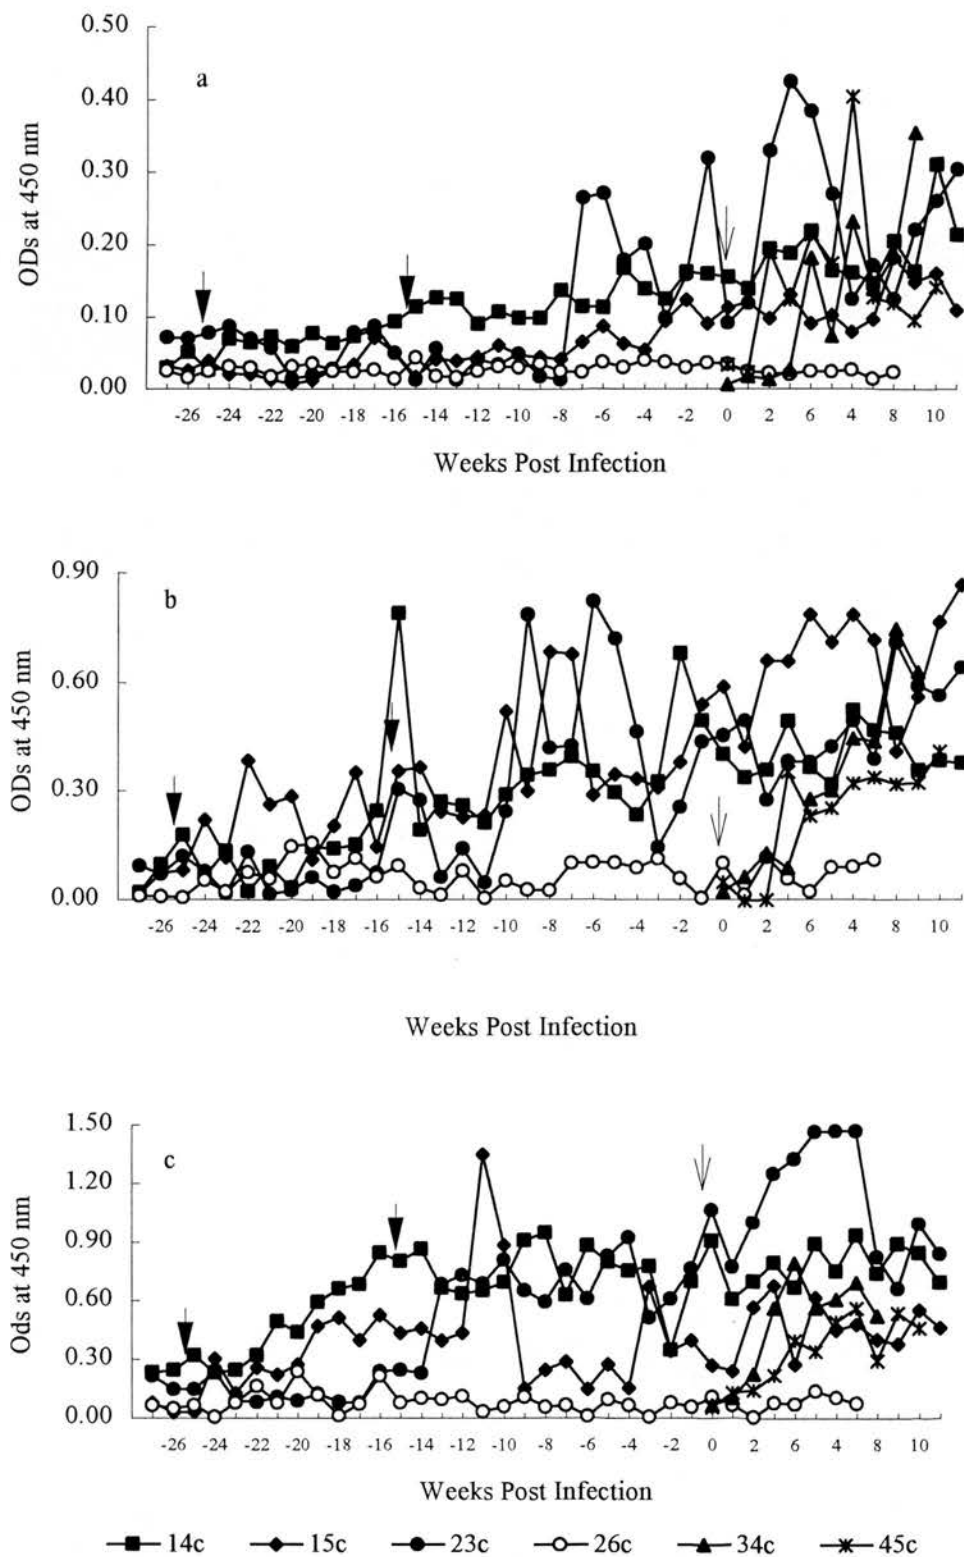 0.50
a
0.40
0.30
0.20
0.10
0.00
ODs at 450 nm
-26 -24 -22 -20 -18 -16 -14 -12 -10 -8 -6 -4 -2 0 2 6 4 8 10
Weeks Post Infection
0.90
b
0.60
0.30
0.00
ODs at 450 nm
-26 -24 -22 -20 -18 -16 -14 -12 -10 -8 -6 -4 -2 0 2 6 4 8 10
Weeks Post Infection
1.50
c
1.20
0.90
0.60
0.30
0.00
Ods at 450 nm
-26 -24 -22 -20 -18 -16 -14 -12 -10 -8 -6 -4 -2 0 2 6 4 8 10
Weeks Post Infection
14c 15c 23c 26c 34c 45c